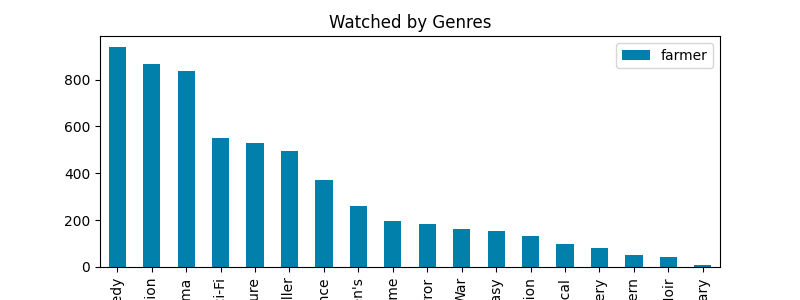 Watched by Genres
farmer
800
600
400
200
0
edy
ion
ma
i-Fi
ure
ller
nce
en's
me
ror
War
asy
ion
cal
ery
ern
loir
ary